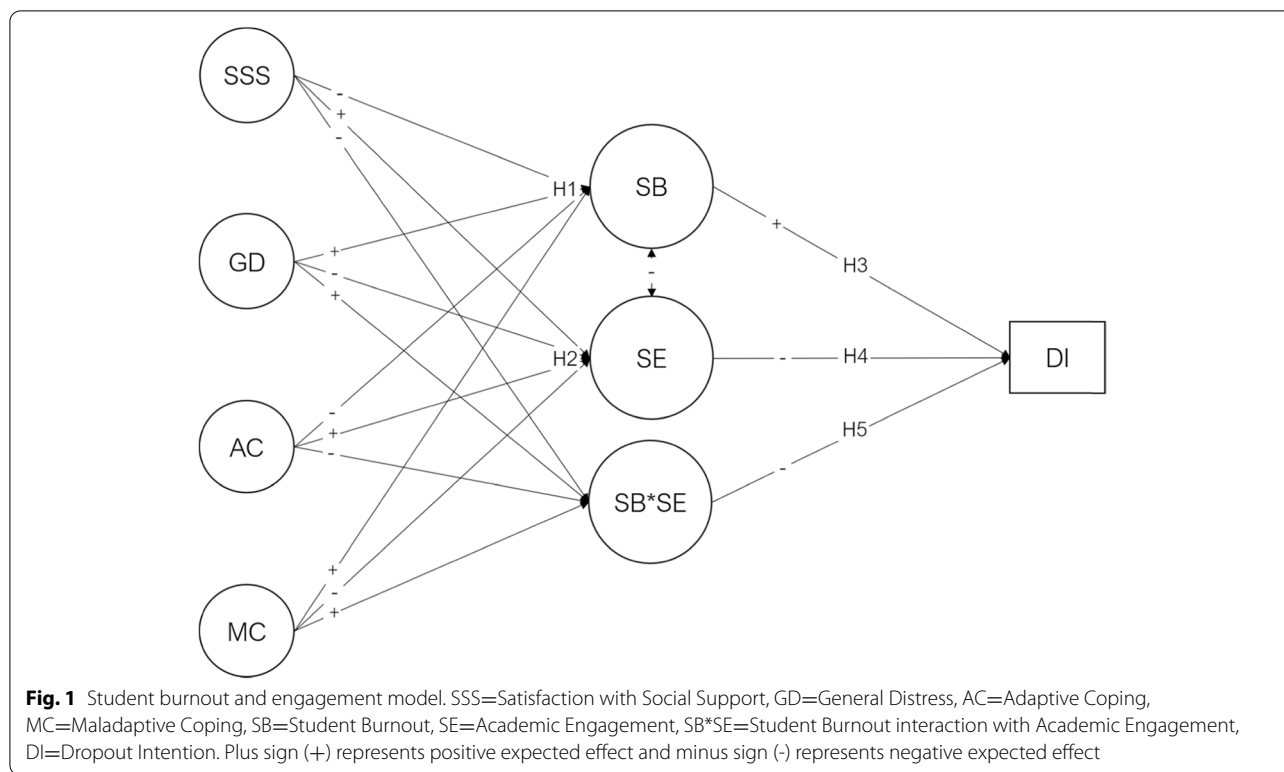 SSS
-
+
-
H1
SB
+
GD
+
-
+
H3
-
H2
SE
-
H4
DI
AC
-
+
-
H5
-
SB*SE
MC
+
-
+
Fig. 1 Student burnout and engagement model. SSS=Satisfaction with Social Support, GD=General Distress, AC=Adaptive Coping,
MC=Maladaptive Coping, SB=Student Burnout, SE=Academic Engagement, SB*SE=Student Burnout interaction with Academic Engagement,
DI=Dropout Intention. Plus sign (+) represents positive expected effect and minus sign (-) represents negative expected effect